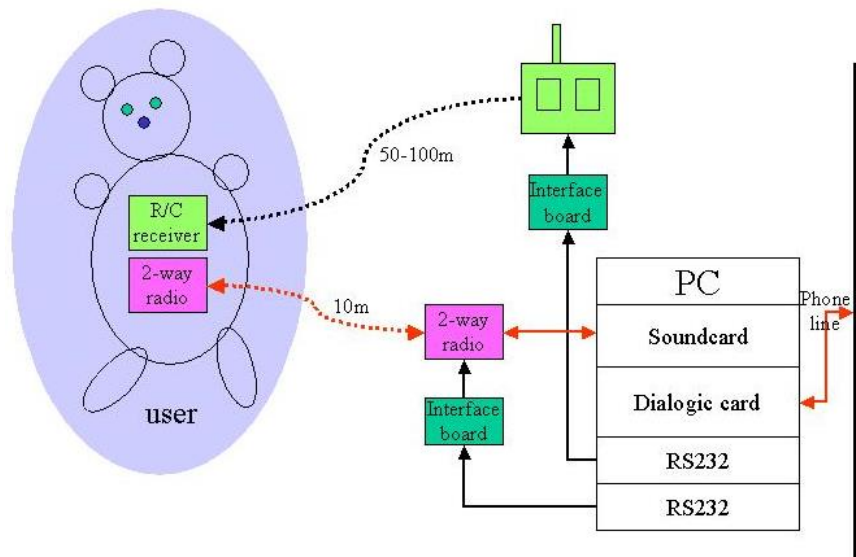 50-100m
R/C
receiver
2-way
radio
10m
user
Interface
board
2-way
radio
Interface
board
PC
Soundcard
Dialogic card
RS232
RS232
Phone
line